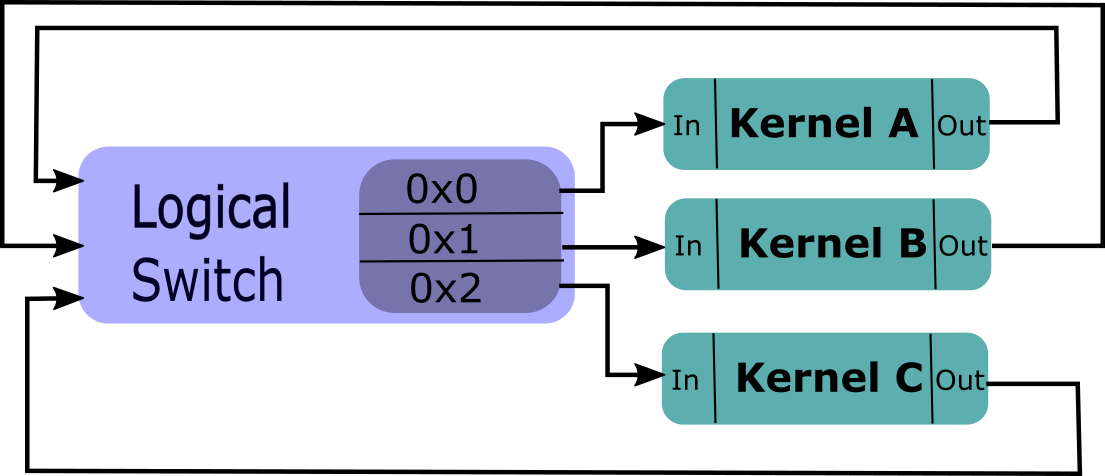 Logical
Switch
0x0
0x1
0x2
In Kernel A Out
In Kernel B Out
In Kernel C Out